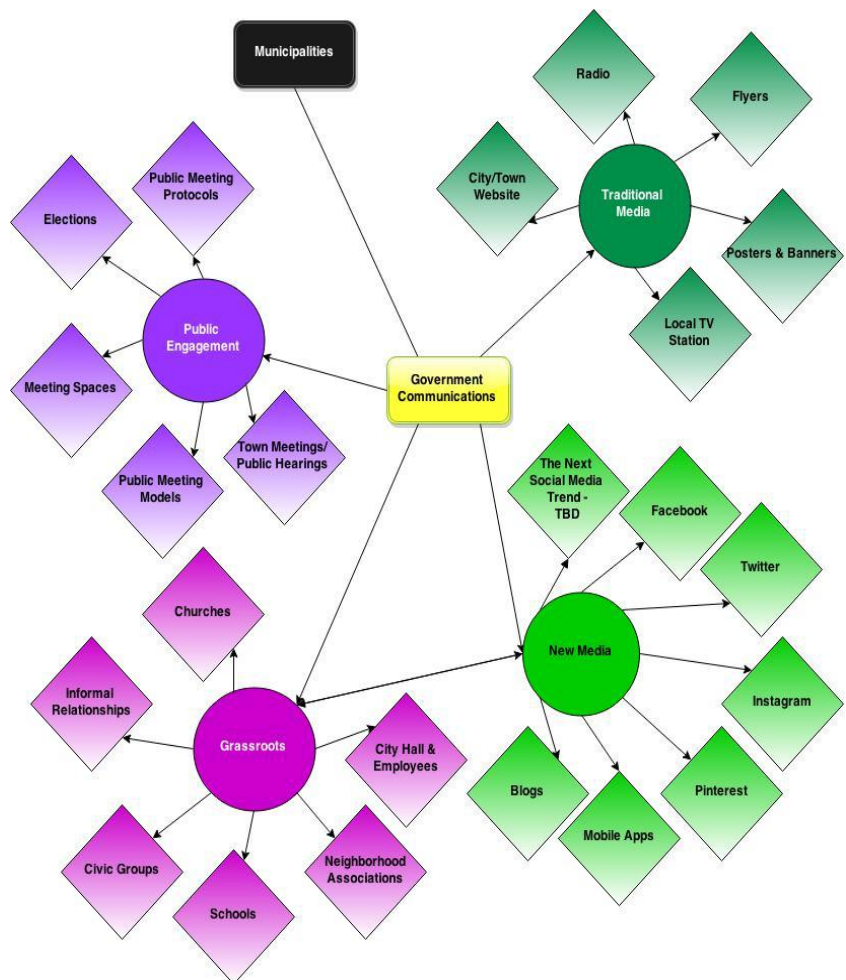 Municipalities
Radio
Flyers
City/Town
Website
Traditional
Media
Posters & Banners
Local TV
Station
Public Meeting
Protocols
Elections
Public
Engagement
Meeting Spaces
Town Meetings/
Public Hearings
Public Meeting
Models
Government
Communications
The Next
Social Media
Trend -
TBD
Facebook
Twitter
New Media
Instagram
Pinterest
Mobile Apps
Blogs
Churches
Informal
Relationships
Grassroots
City Hall &
Employees
Civic Groups
Schools
Neighborhood
Associations